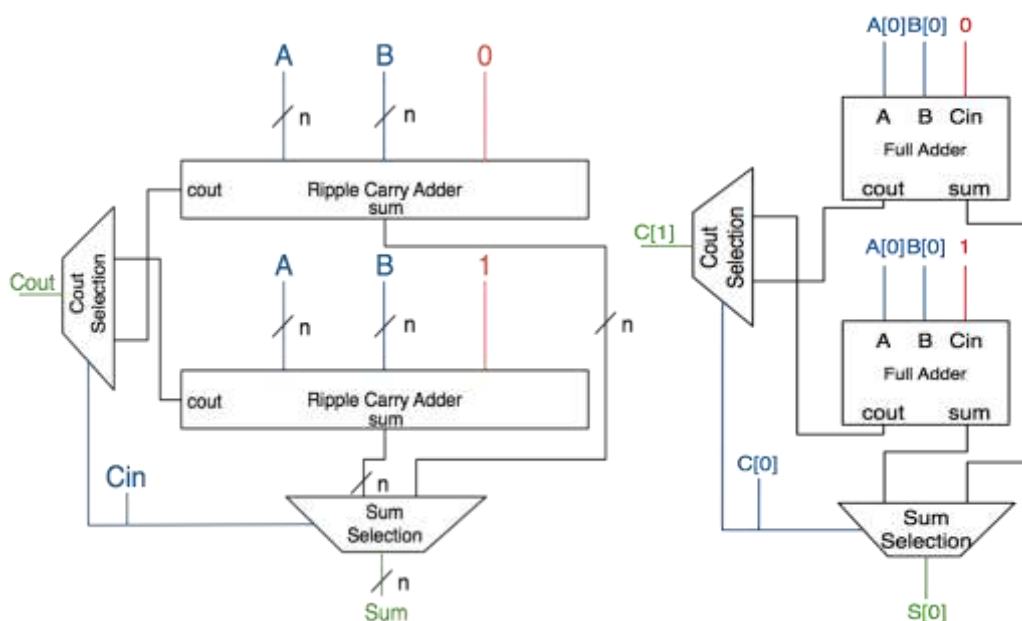 A B 0
n n
cout Ripple Carry Adder
sum
Cout
Cout
Selection
A B 1
n n n
cout Ripple Carry Adder
sum
Cin
n
Sum
Selection
n
Sum
A[0] B[0] 0
A B Cin
Full Adder
cout sum
C[1]
Cout
Selection
A[0] B[0] 1
A B Cin
Full Adder
cout sum
C[0]
Sum
Selection
S[0]